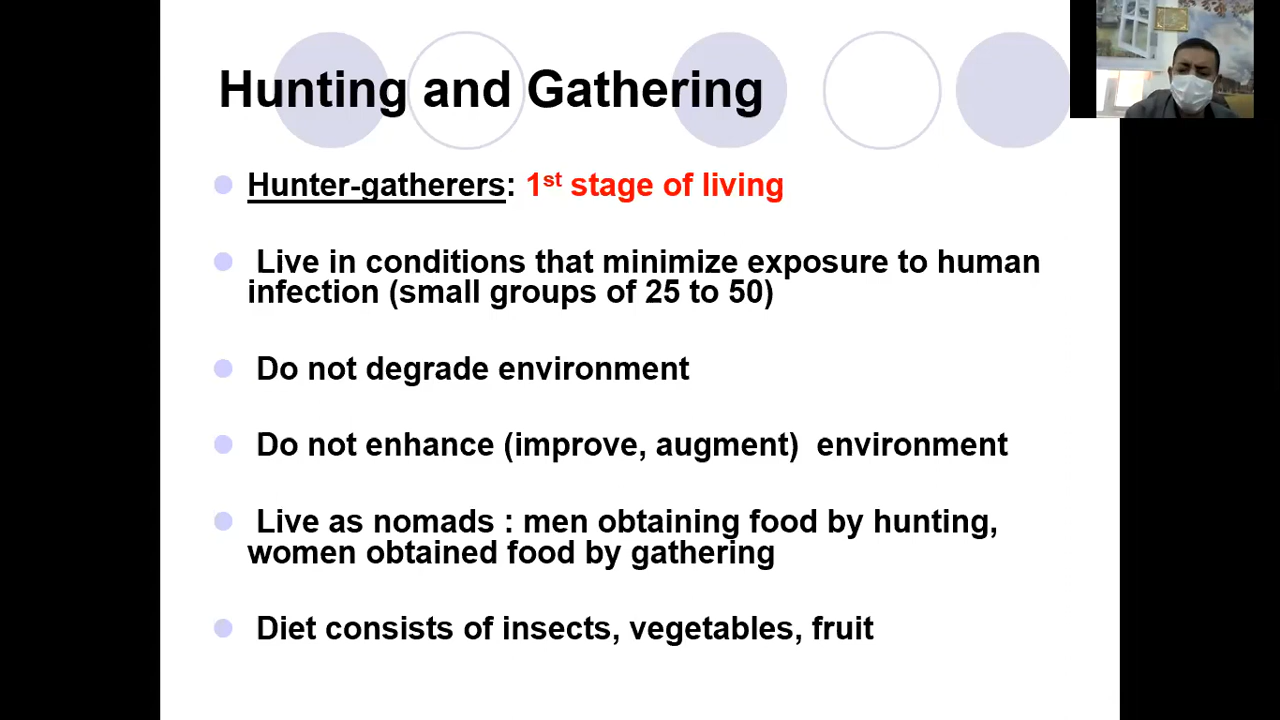 Hunting and Gathering
Hunter-gatherers: 1st stage of living
Live in conditions that minimize exposure to human
infection (small groups of 25 to 50)
Do not degrade environment
Do not enhance (improve, augment)  environment
Live as nomads : men obtaining food by hunting,
women obtained food by gathering
Diet consists of insects, vegetables, fruit